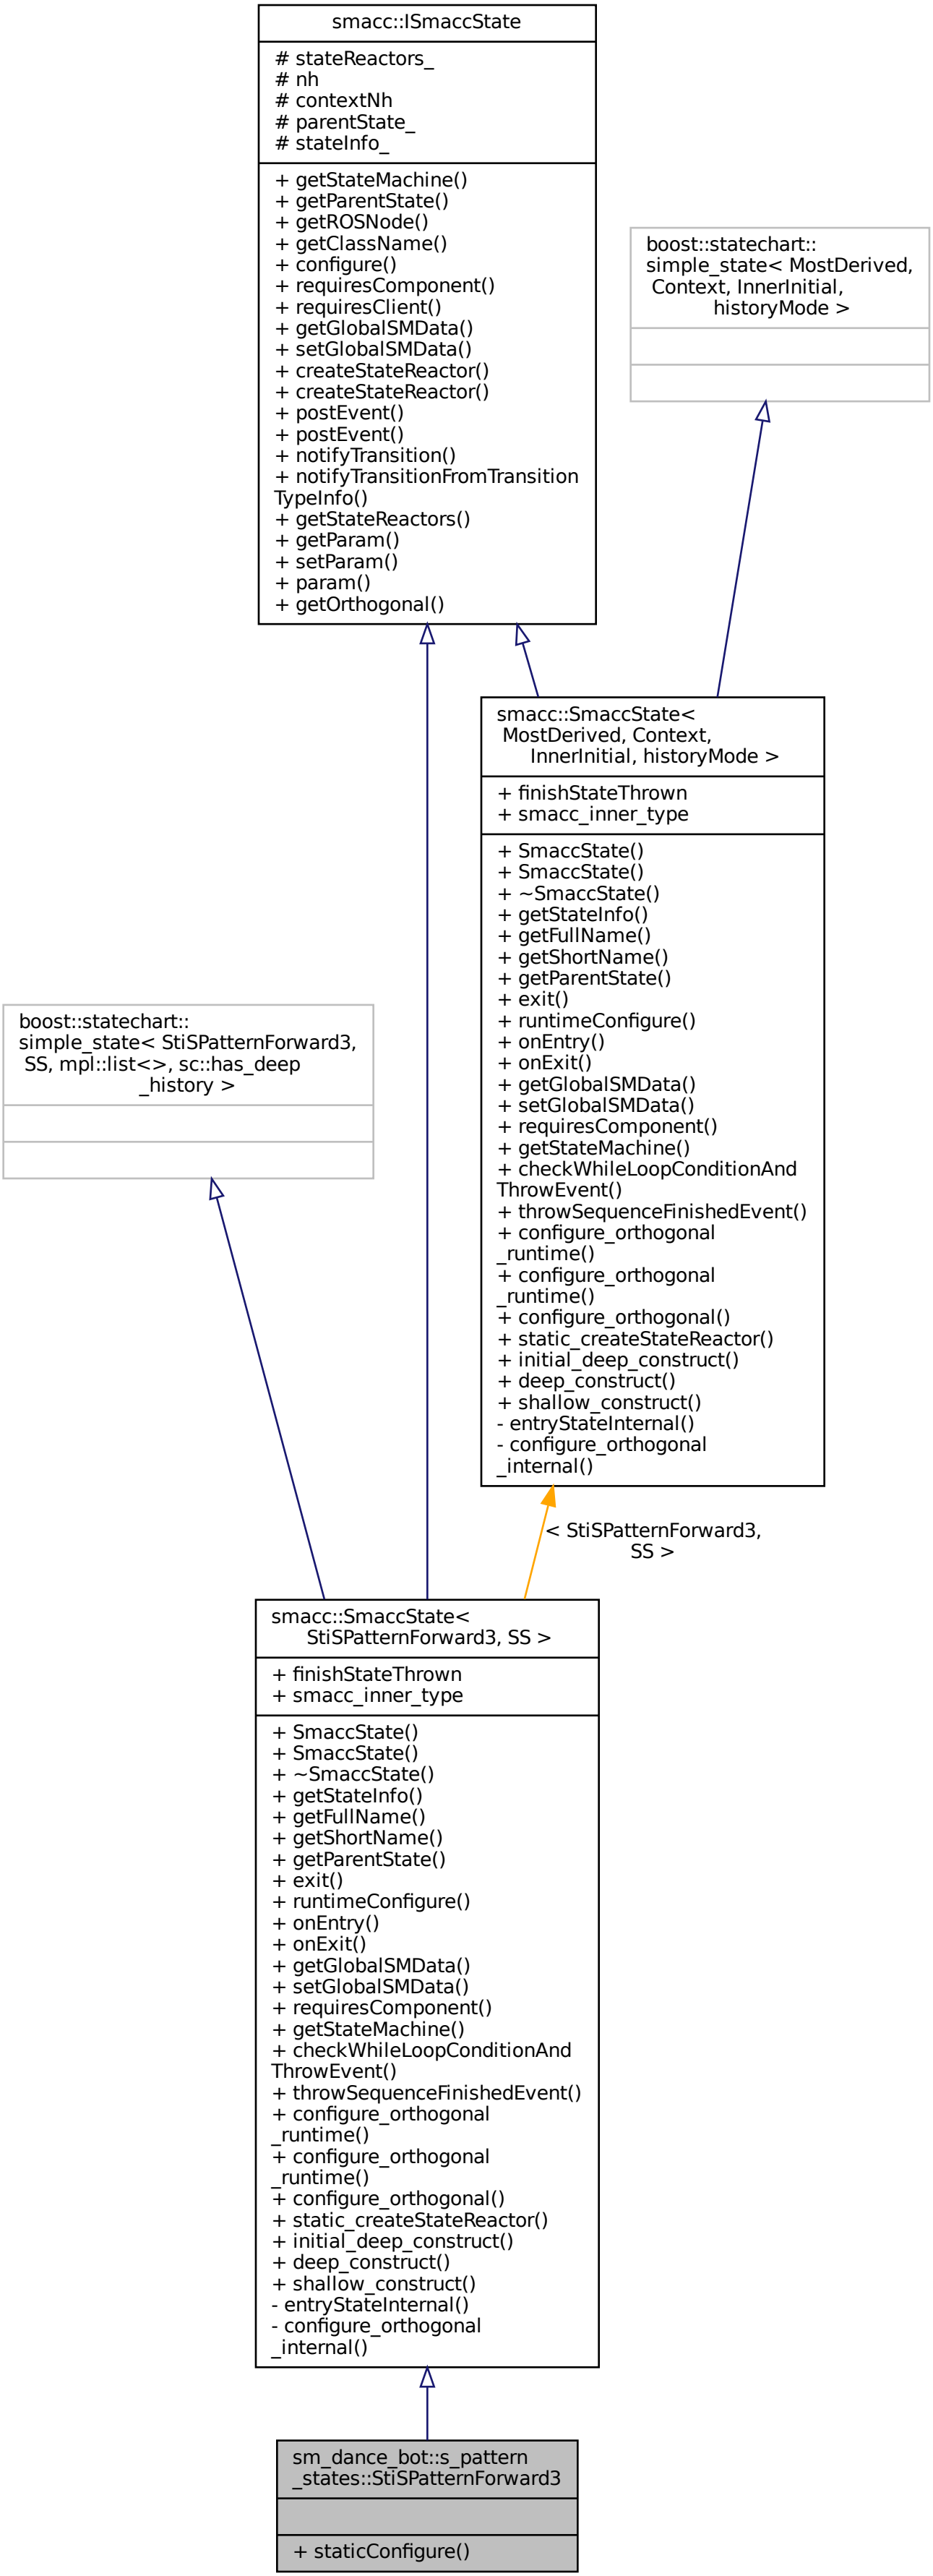 smacc::ISmaccState
# stateReactors_
# nh
# contextNh
# parentState_
# stateInfo_
+ getStateMachine()
+ getParentState()
+ getROSNode()
+ getClassName()
+ configure()
+ requiresComponent()
+ requiresClient()
+ getGlobalSMData()
+ setGlobalSMData()
+ createStateReactor()
+ createStateReactor()
+ postEvent()
+ postEvent()
+ notifyTransition()
+ notifyTransitionFromTransition
TypeInfo()
+ getStateReactors()
+ getParam()
+ setParam()
+ param()
+ getOrthogonal()
boost::statechart::
simple_state< MostDerived,
Context, InnerInitial,
historyMode >
smacc::SmaccState<
MostDerived, Context,
InnerInitial, historyMode >
+ finishStateThrown
+ smacc_inner_type
+ SmaccState()
+ SmaccState()
+ ~SmaccState()
+ getStateInfo()
+ getFullName()
+ getShortName()
+ getParentState()
+ exit()
+ runtimeConfigure()
+ onEntry()
+ onExit()
+ getGlobalSMData()
+ setGlobalSMData()
+ requiresComponent()
+ getStateMachine()
+ checkWhileLoopConditionAnd
ThrowEvent()
+ throwSequenceFinishedEvent()
+ configure_orthogonal
_runtime()
+ configure_orthogonal
_runtime()
+ configure_orthogonal()
+ static_createStateReactor()
+ initial_deep_construct()
+ deep_construct()
+ shallow_construct()
- entryStateInternal()
- configure_orthogonal
_internal()
boost::statechart::
simple_state< StiSPatternForward3,
SS, mpl::list<>, sc::has_deep
_history >
< StiSPatternForward3,
SS >
smacc::SmaccState<
StiSPatternForward3, SS >
+ finishStateThrown
+ smacc_inner_type
+ SmaccState()
+ SmaccState()
+ ~SmaccState()
+ getStateInfo()
+ getFullName()
+ getShortName()
+ getParentState()
+ exit()
+ runtimeConfigure()
+ onEntry()
+ onExit()
+ getGlobalSMData()
+ setGlobalSMData()
+ requiresComponent()
+ getStateMachine()
+ checkWhileLoopConditionAnd
ThrowEvent()
+ throwSequenceFinishedEvent()
+ configure_orthogonal
_runtime()
+ configure_orthogonal
_runtime()
+ configure_orthogonal()
+ static_createStateReactor()
+ initial_deep_construct()
+ deep_construct()
+ shallow_construct()
- entryStateInternal()
- configure_orthogonal
_internal()
sm_dance_bot::s_pattern
_states::StiSPatternForward3
+ staticConfigure()